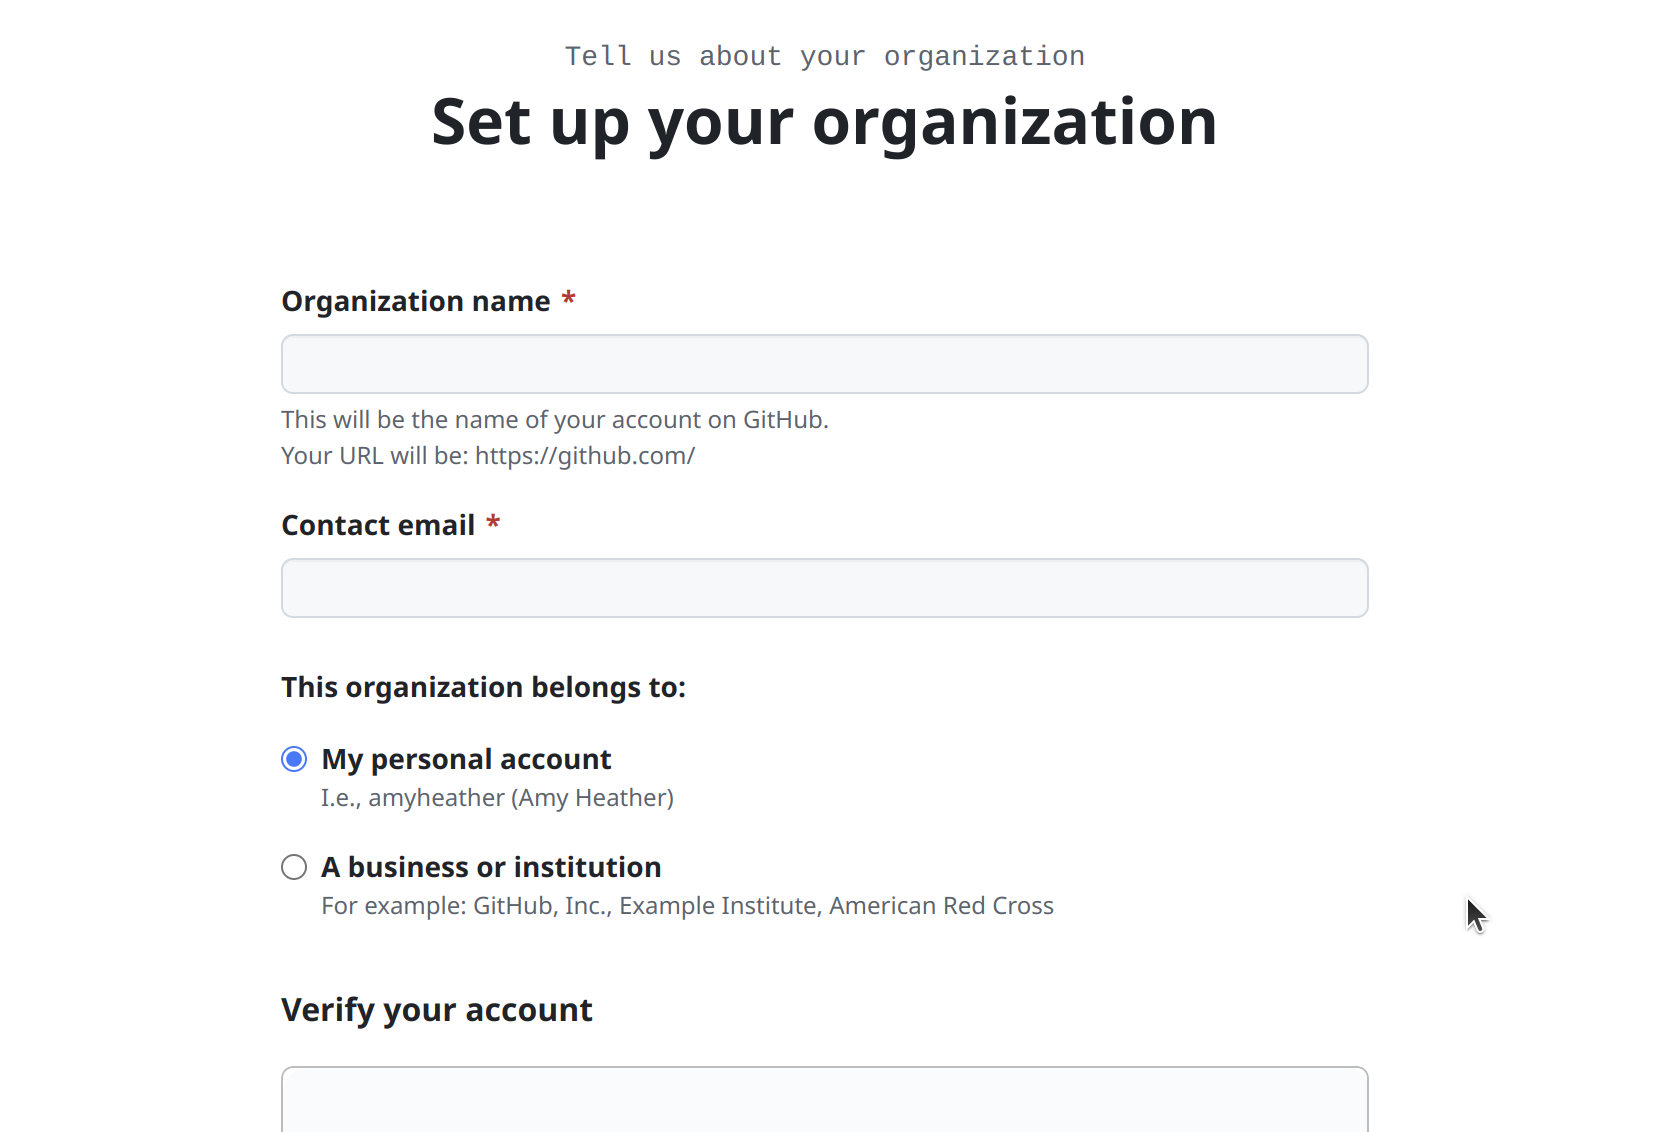 Tell us about your organization
Set up your organization
Organization name *
This will be the name of your account on GitHub.
Your URL will be: https://github.com/
Contact email *
This organization belongs to:
My personal account
I.e., amyheather (Amy Heather)
A business or institution
For example: GitHub, Inc., Example Institute, American Red Cross
Verify your account